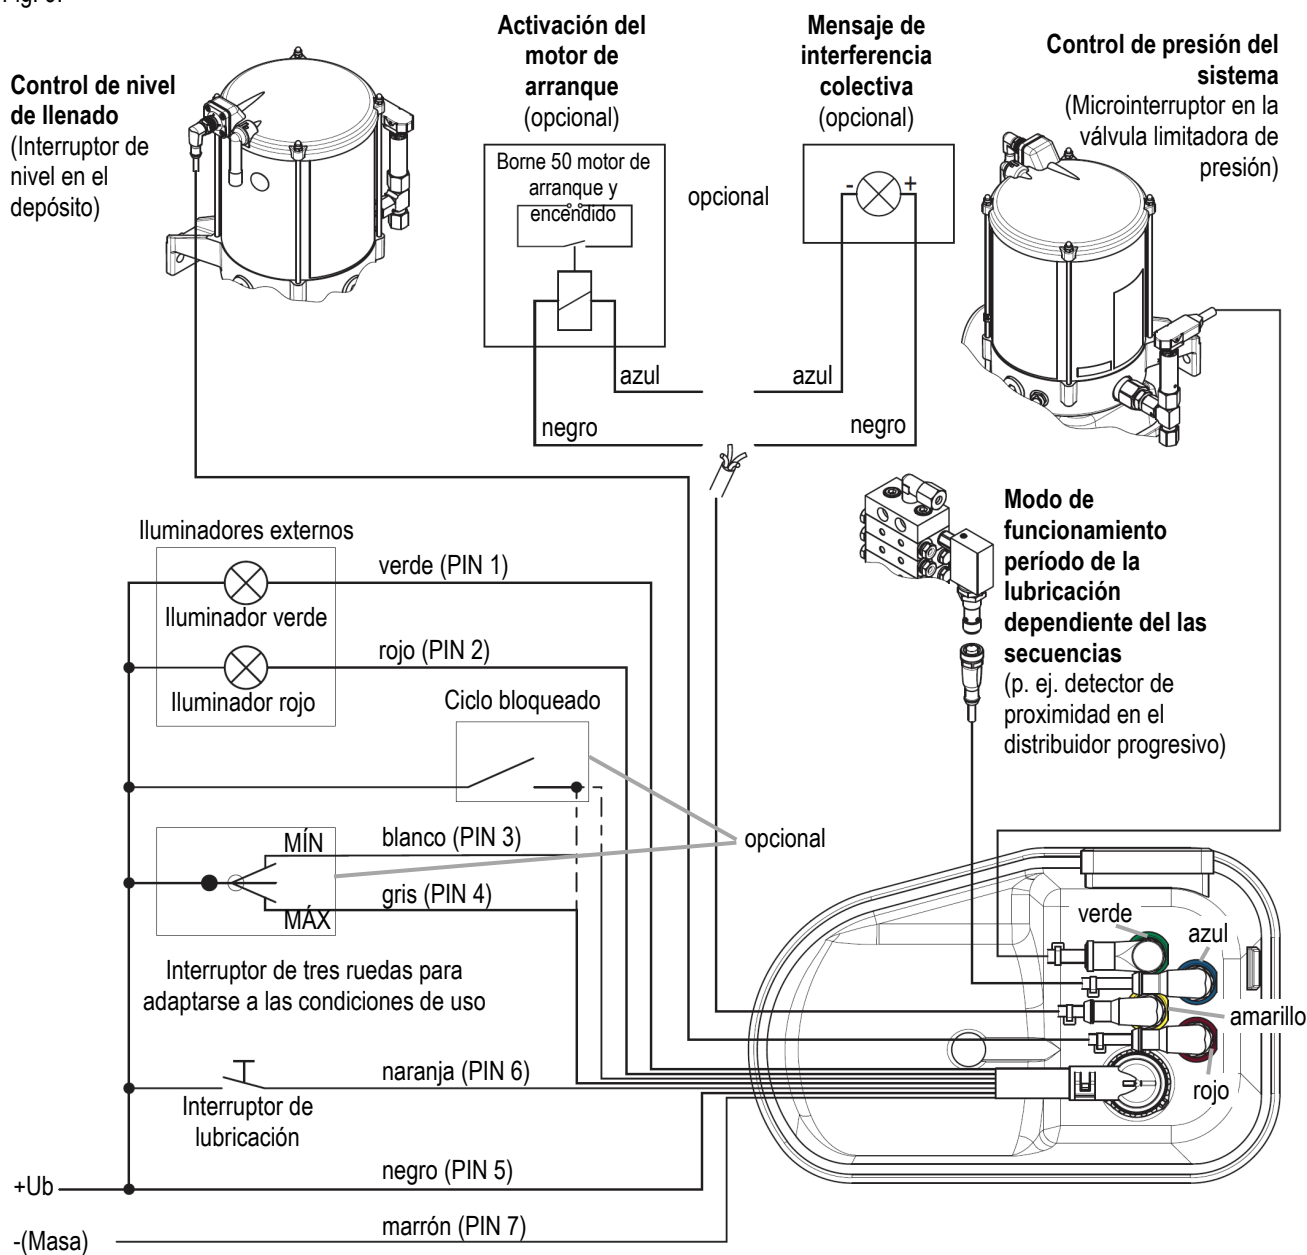 Control de nivel
de llenado
(Interruptor de
nivel en el
depósito)
Activación del
motor de
arranque
(opcional)
Borne 50 motor de
arranque y
encendido
opcional
Mensaje de
interferencia
colectiva
(opcional)
- +
Control de presión del
sistema
(Microinterruptor en la
válvula limitadora de
presión)
azul
azul
negro
negro
Modo de
funcionamiento
período de la
lubricación
dependiente del las
secuencias
(p. ej. detector de
proximidad en el
distribuidor progresivo)
Iluminadores externos
verde (PIN 1)
Iluminador verde
rojo (PIN 2)
Iluminador rojo
Ciclo bloqueado
MÍN
blanco (PIN 3)
opcional
gris (PIN 4)
MÁX
Interruptor de tres ruedas para
adaptarse a las condiciones de uso
verde
azul
amarillo
rojo
naranja (PIN 6)
Interruptor de
lubricación
negro (PIN 5)
+Ub
marrón (PIN 7)
-(Masa)